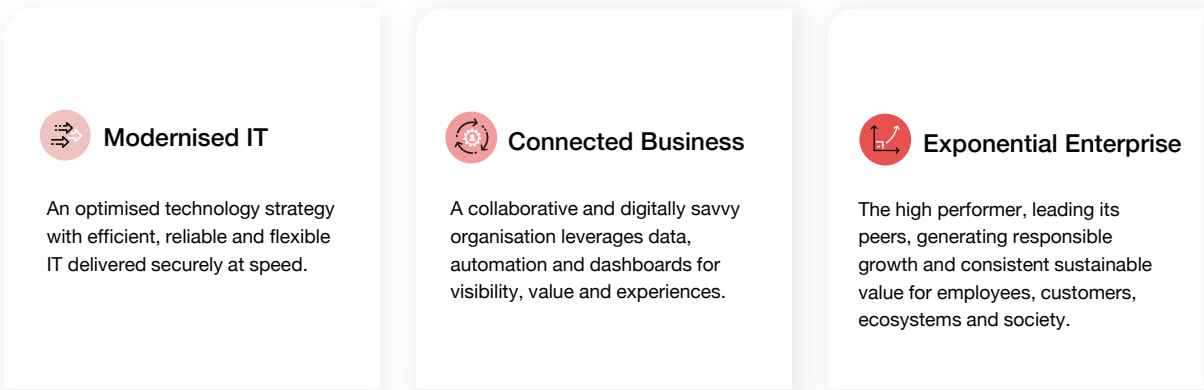 Modernised IT
An optimised technology strategy
with efficient, reliable and flexible
IT delivered securely at speed.
Connected Business
A collaborative and digitally savvy
organisation leverages data,
automation and dashboards for
visibility, value and experiences.
Exponential Enterprise
The high performer, leading its
peers, generating responsible
growth and consistent sustainable
value for employees, customers,
ecosystems and society.